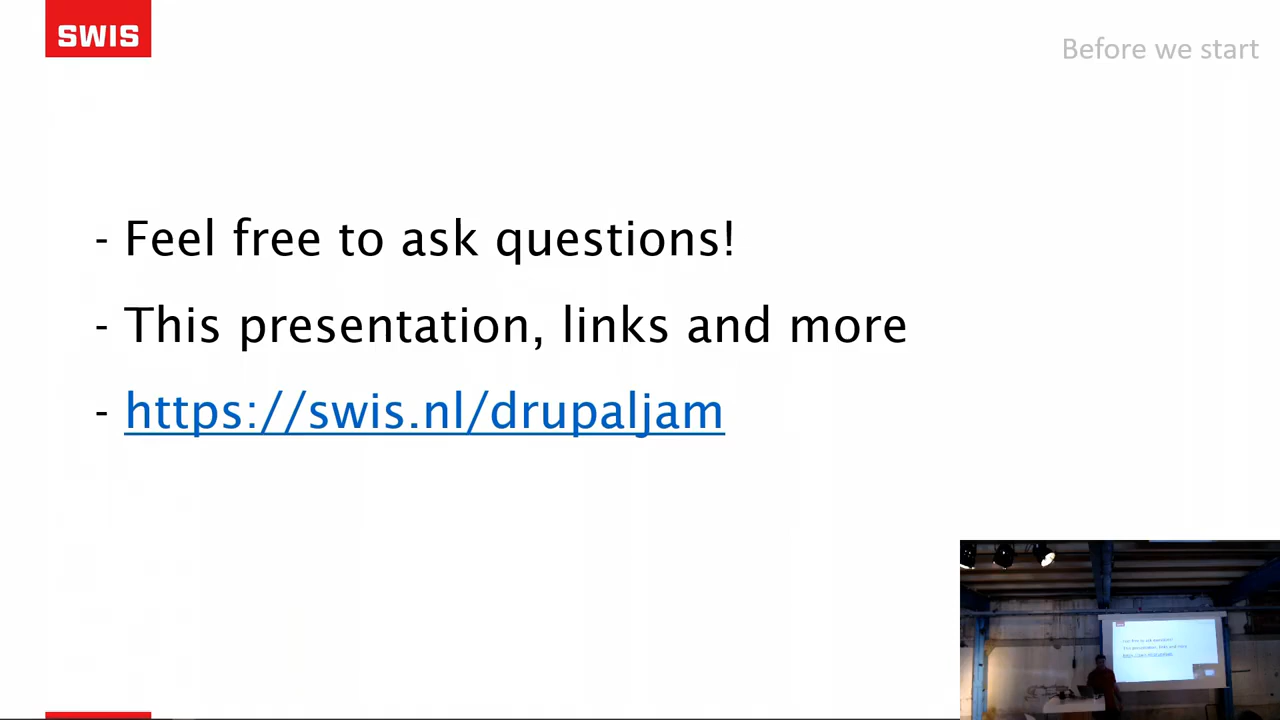 SWIS
Before we start
- Feel free to ask questions!
- This presentation, links and more
- https://swis.nl/drupaljam